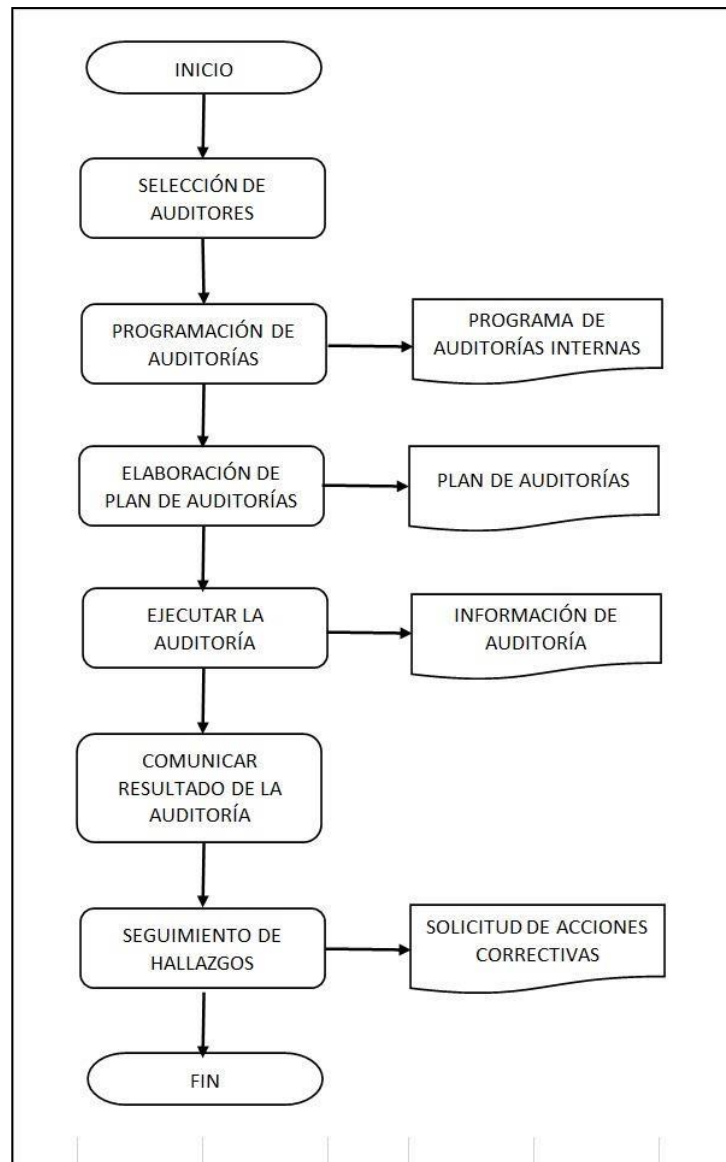 INICIO
SELECCIÓN DE
AUDITORES
PROGRAMACIÓN DE
AUDITORÍAS
PROGRAMA DE
AUDITORÍAS INTERNAS
ELABORACIÓN DE
PLAN DE AUDITORÍAS
PLAN DE AUDITORÍAS
EJECUTAR LA
AUDITORÍA
INFORMACIÓN DE
AUDITORÍA
COMUNICAR
RESULTADO DE LA
AUDITORÍA
SEGUIMIENTO DE
HALLAZGOS
SOLICITUD DE ACCIONES
CORRECTIVAS
FIN